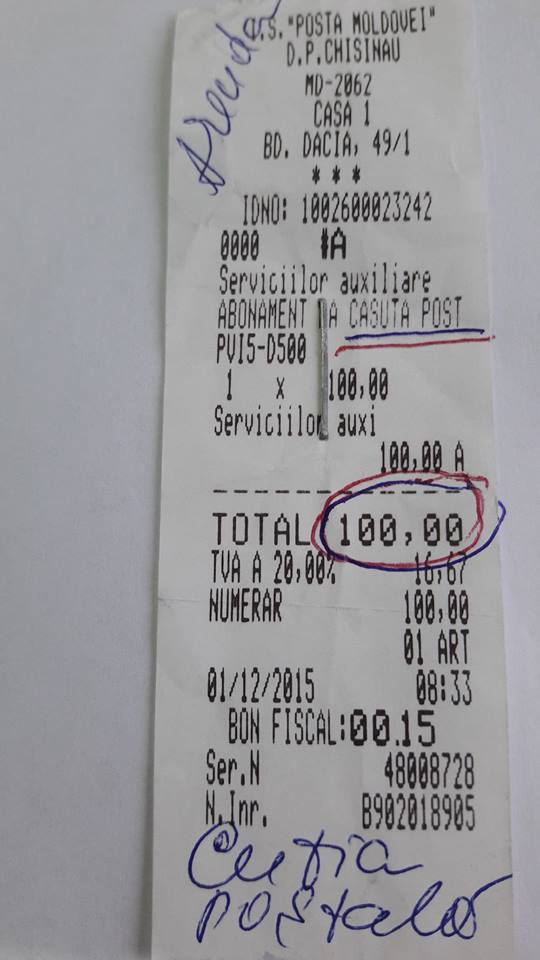 Arenda
Î.S."POSTA MOLDOVEI"
D.P.CHISINAU
MD-2062
CASA 1
BD. DACIA, 49/1
* * *
IDNO: 1002600023242
0000 #A
Serviciilor auxiliare
ABONAMENT LA CASUTA POST
PVI5-D500
1 x 100,00
Serviciilor auxi
100,00 A
TOTAL 100,00
TVA A 20,00% 16,67
NUMERAR 100,00
01 ART
01/12/2015 08:33
BON FISCAL:0015
Ser.N 48008728
N.Inr. B902018905
Cutia
poștală